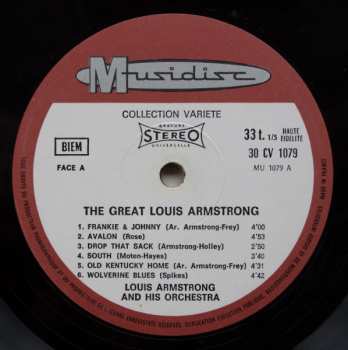 Musidisc
COLLECTION VARIETE
BIEM
GRAVURE
STEREO
UNIVERSELLE
33 t. 1/3 HAUTE FIDELITE
30 CV 1079
MU 1079 A
FACE A
THE GREAT LOUIS ARMSTRONG
1. FRANKIE & JOHNNY (Ar. Armstrong-Frey) 4'00
2. AVALON (Rose) 4'53
3. DROP THAT SACK (Armstrong-Holley) 2'50
4. SOUTH (Moten-Hayes) 3'40
5. OLD KENTUCKY HOME (Ar. Armstrong-Frey) 4'31
6. WOLVERINE BLUES (Spikes) 4'42
LOUIS ARMSTRONG
AND HIS ORCHESTRA